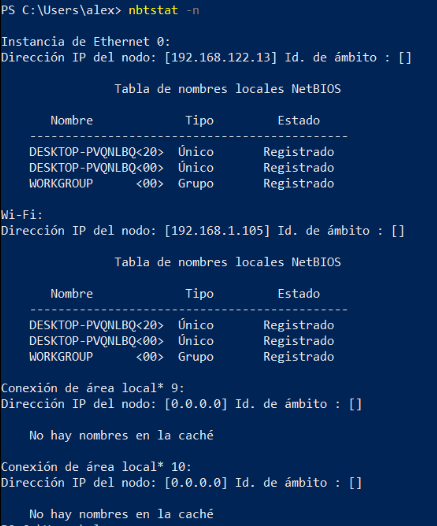 PS C:\Users\alex> nbtstat -n
Instancia de Ethernet 0:
Dirección IP del nodo: [192.168.122.13] Id. de ámbito : []
Tabla de nombres locales NetBIOS
Nombre Tipo Estado
---------------------------------------------
DESKTOP-PVQNLBQ<20> Único Registrado
DESKTOP-PVQNLBQ<00> Único Registrado
WORKGROUP <00> Grupo Registrado
Wi-Fi:
Dirección IP del nodo: [192.168.1.105] Id. de ámbito : []
Tabla de nombres locales NetBIOS
Nombre Tipo Estado
---------------------------------------------
DESKTOP-PVQNLBQ<20> Único Registrado
DESKTOP-PVQNLBQ<00> Único Registrado
WORKGROUP <00> Grupo Registrado
Conexión de área local* 9:
Dirección IP del nodo: [0.0.0.0] Id. de ámbito : []
No hay nombres en la caché
Conexión de área local* 10:
Dirección IP del nodo: [0.0.0.0] Id. de ámbito : []
No hay nombres en la caché